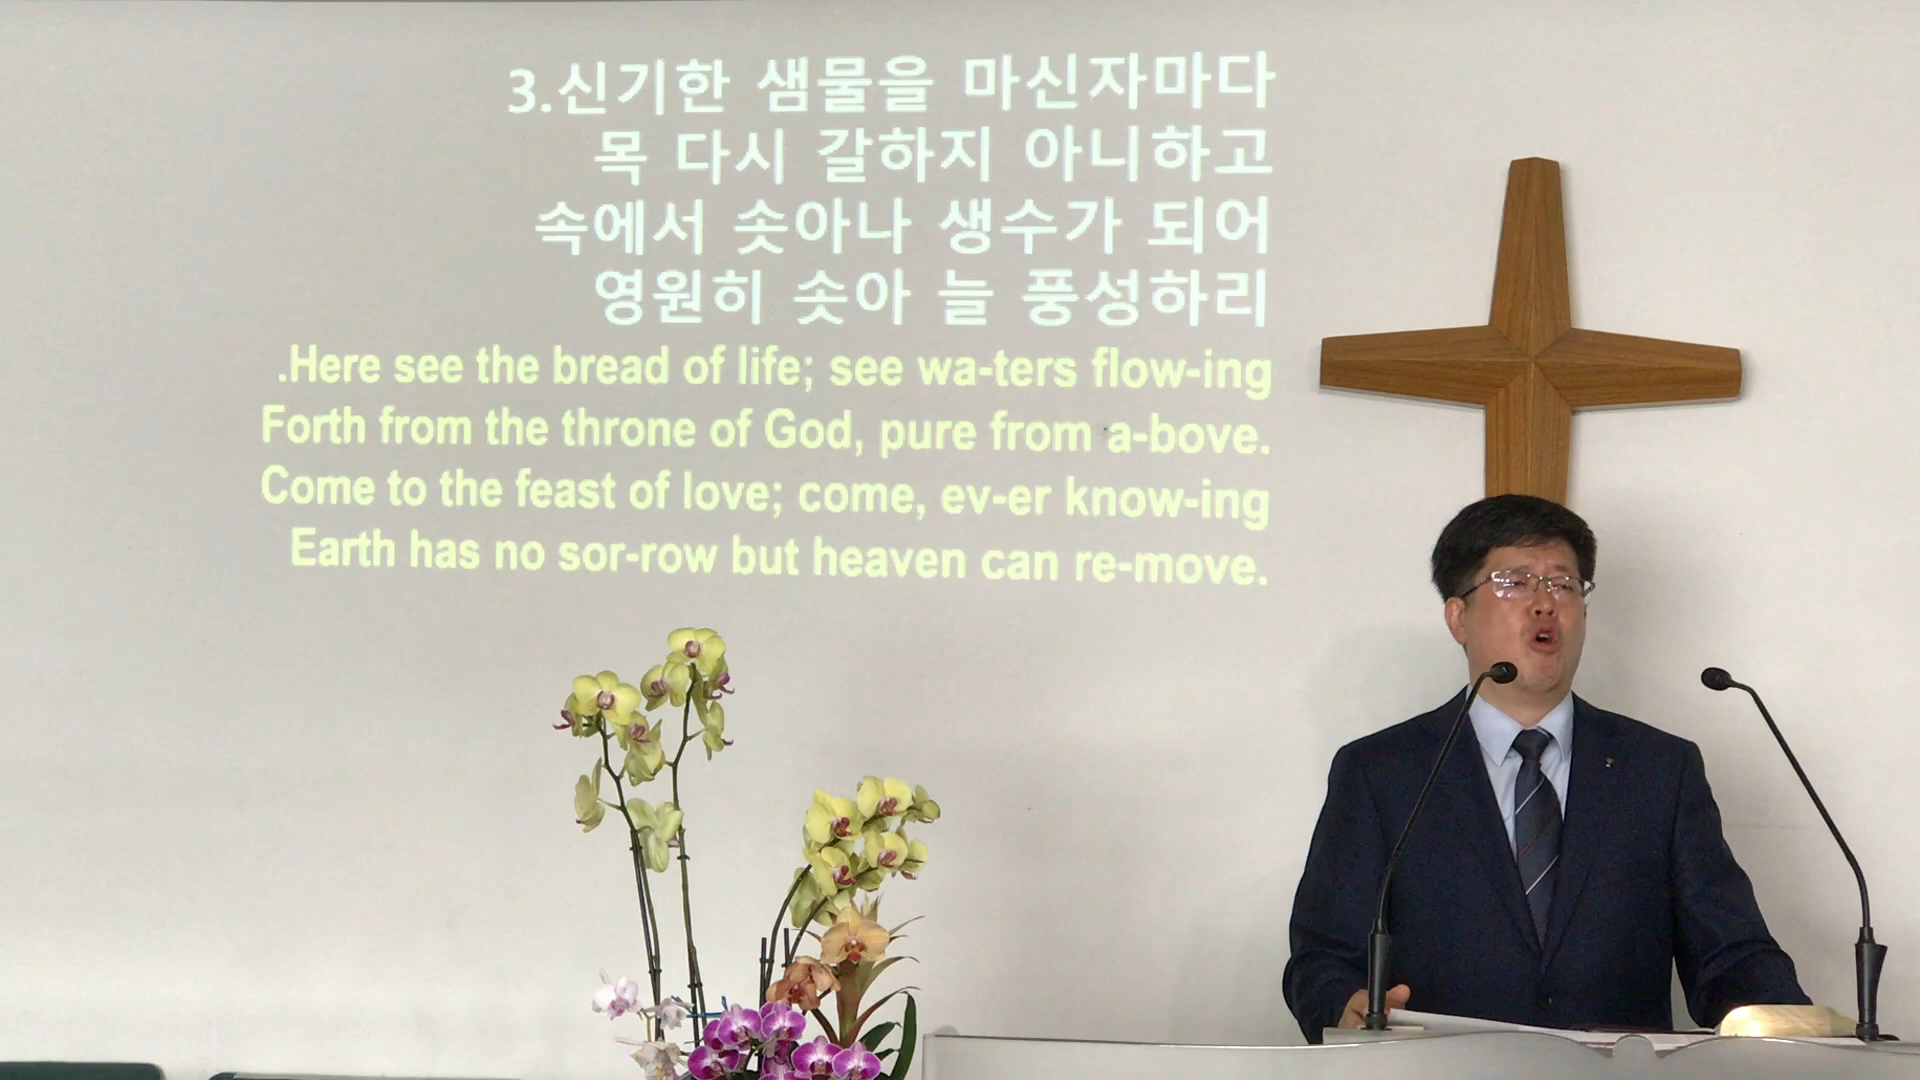 3.신기한 샘물을 마신자마다
목 다시 갈하지 아니하고
속에서 솟아나 생수가 되어
영원히 솟아 늘 풍성하리
.Here see the bread of life; see wa-ters flow-ing
Forth from the throne of God, pure from a-bove.
Come to the feast of love; come, ev-er know-ing
Earth has no sor-row but heaven can re-move.